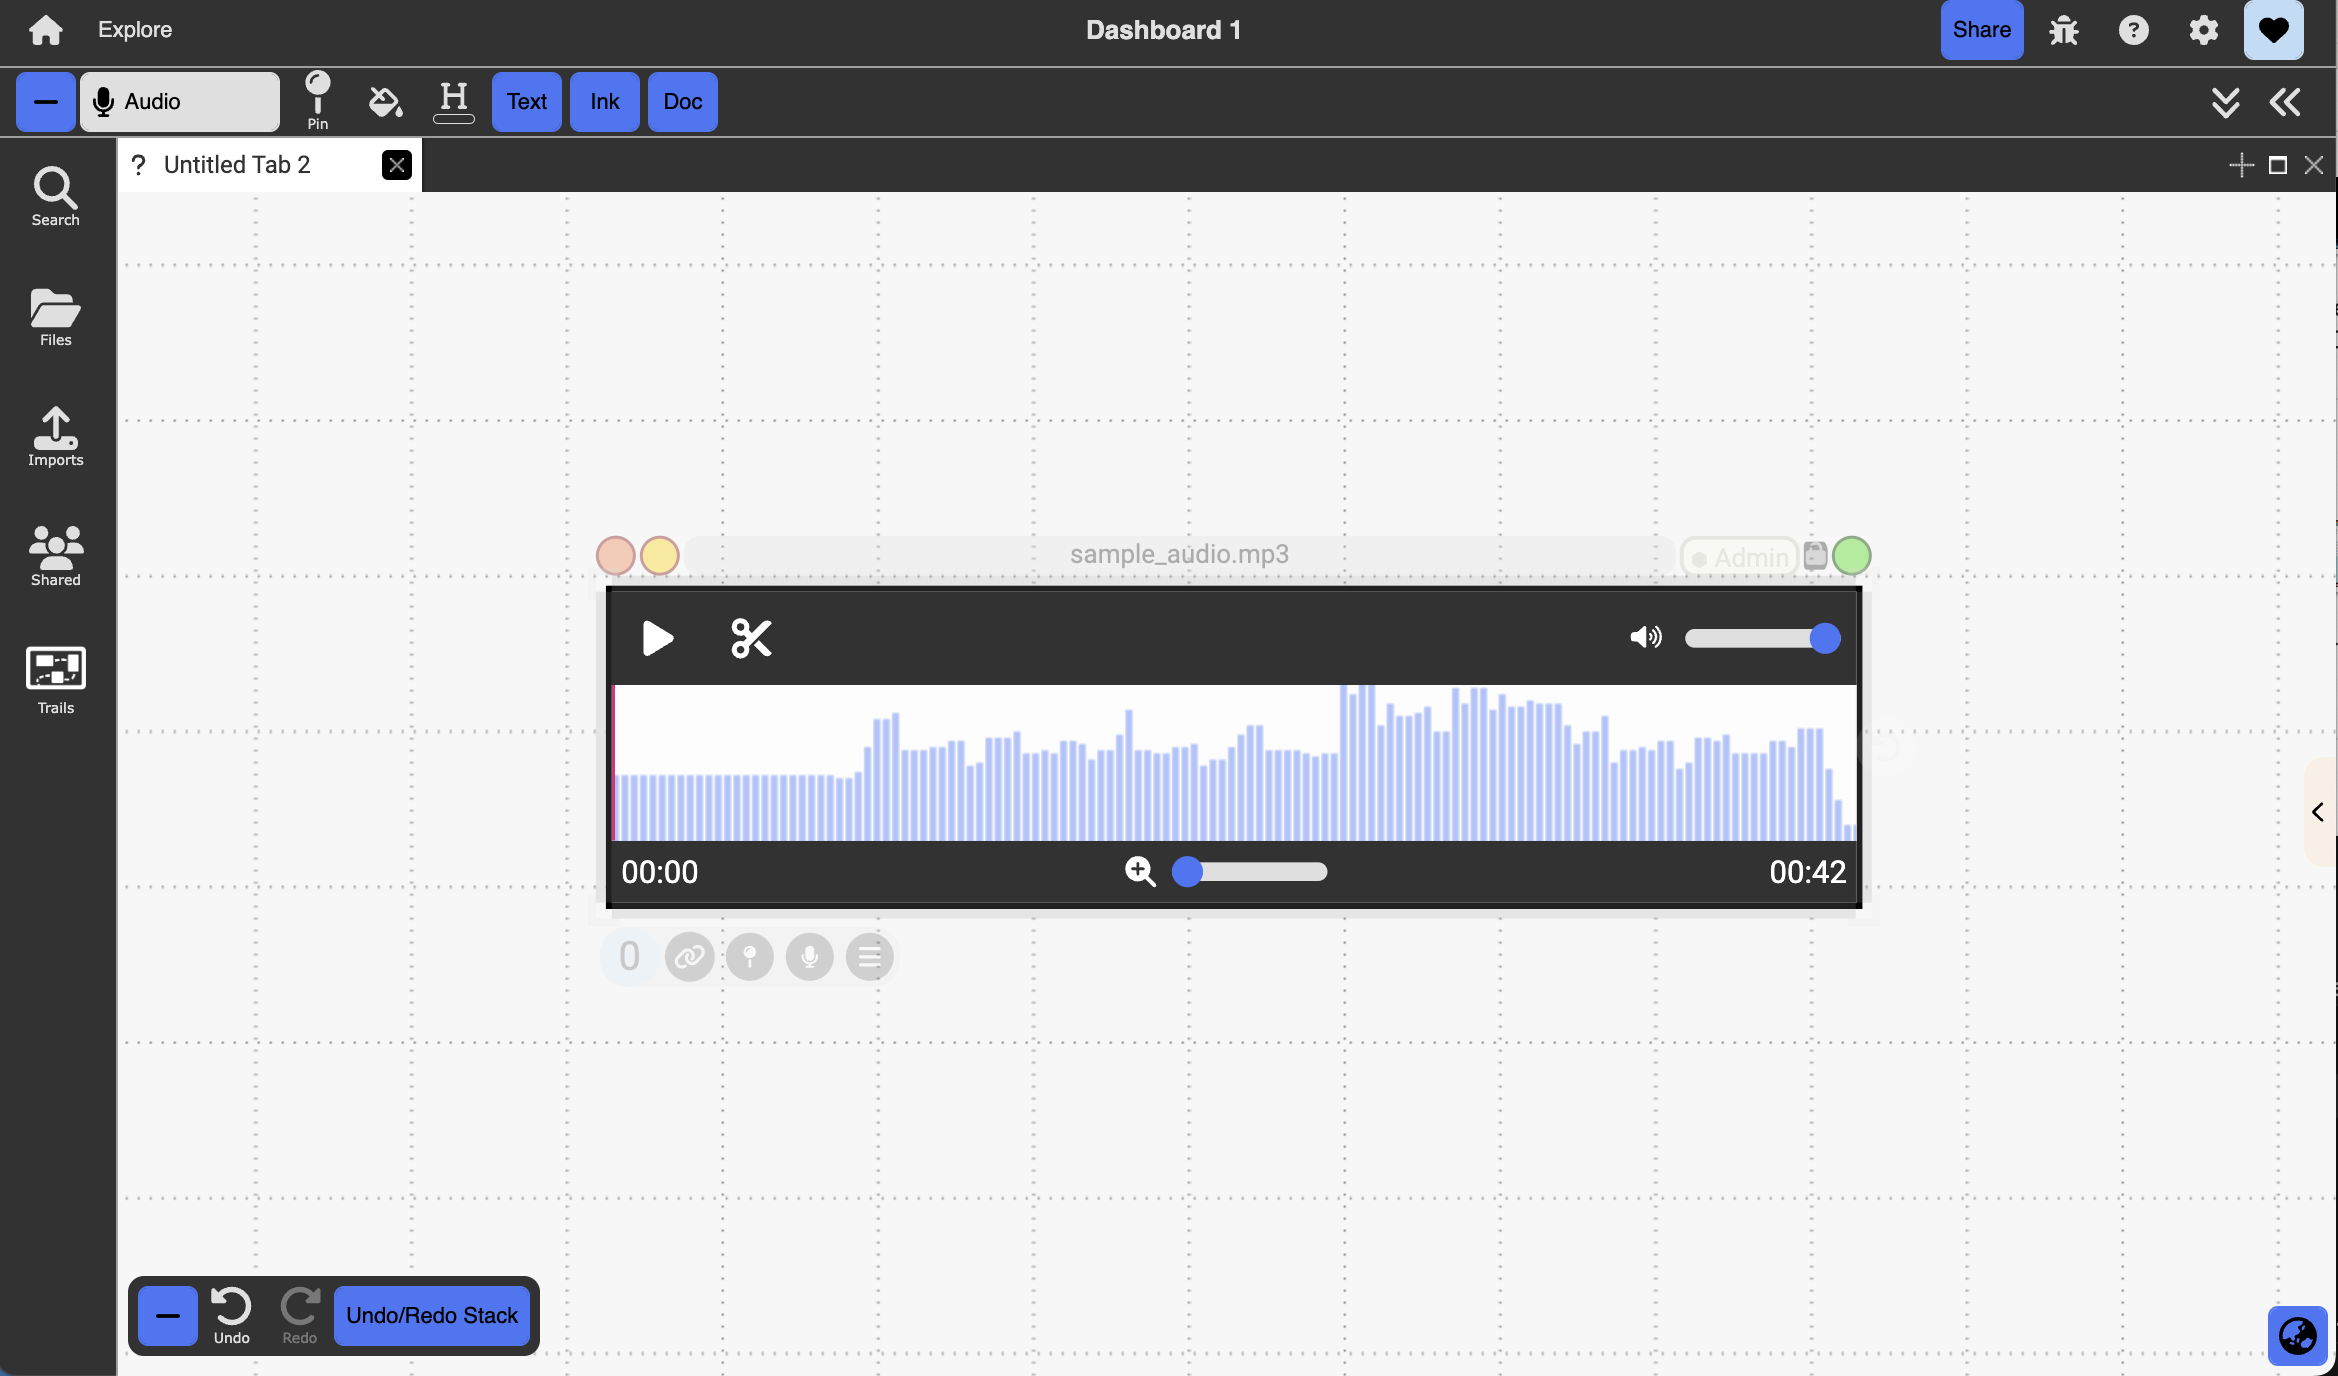 Explore
Dashboard 1
Share
Audio
Pin
H
Text
Ink
Doc
? Untitled Tab 2
Search
Files
Imports
Shared
Trails
sample_audio.mp3
Admin
00:00
00:42
0
Undo
Redo
Undo/Redo Stack